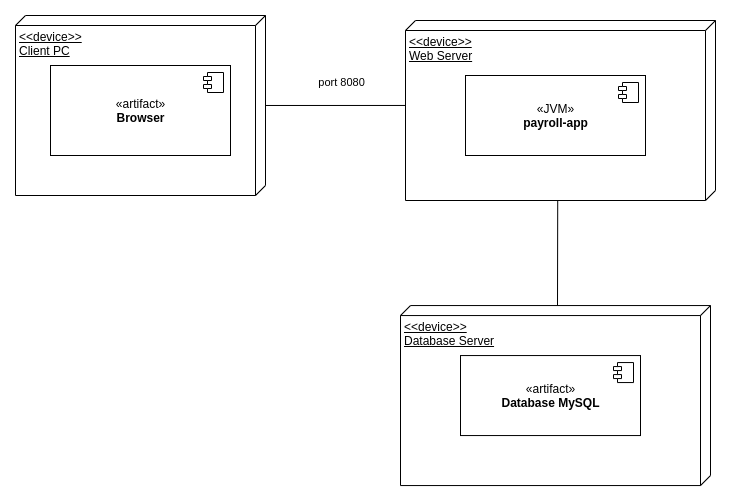 <<device>>
Client PC
«artifact»
Browser
port 8080
<<device>>
Web Server
«JVM»
payroll-app
<<device>>
Database Server
«artifact»
Database MySQL